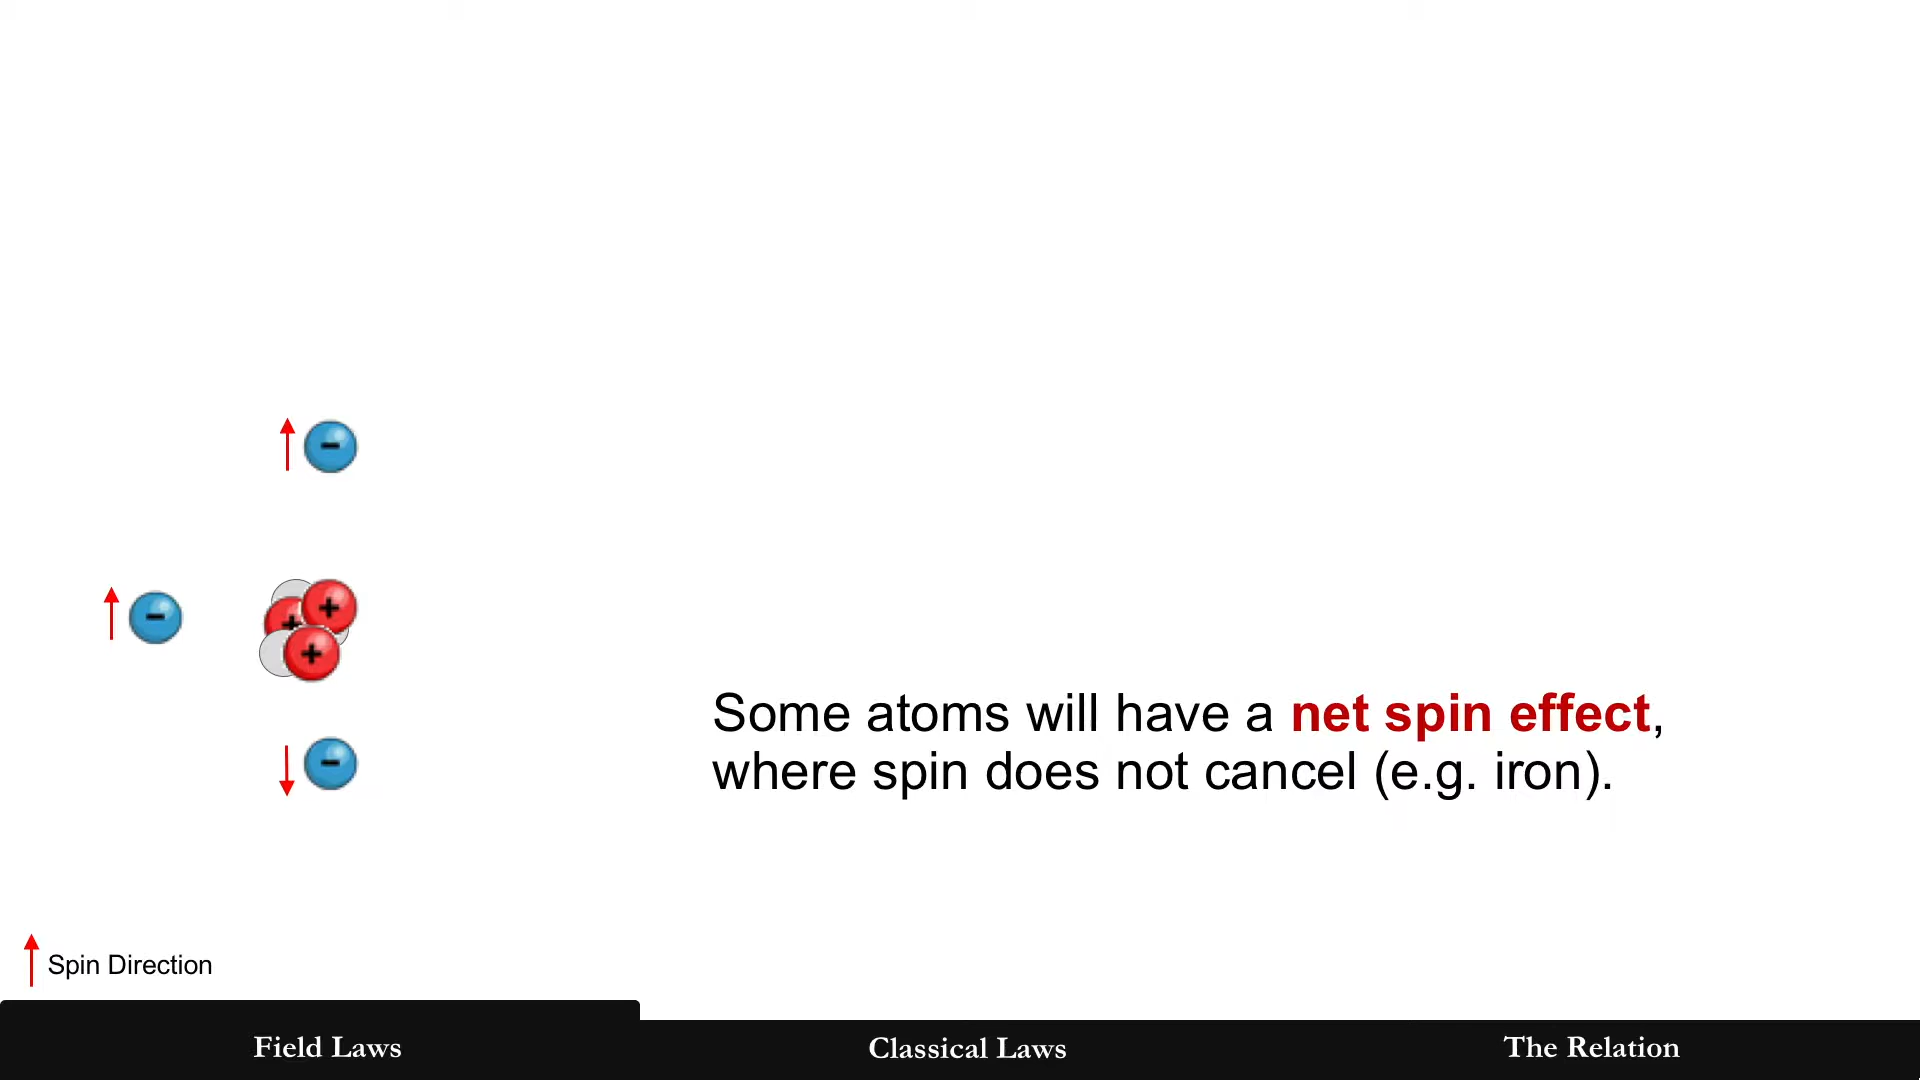 -
-
+
+
+
-
Some atoms will have a net spin effect,
where spin does not cancel (e.g. iron).
Spin Direction
Field Laws
Classical Laws
The Relation